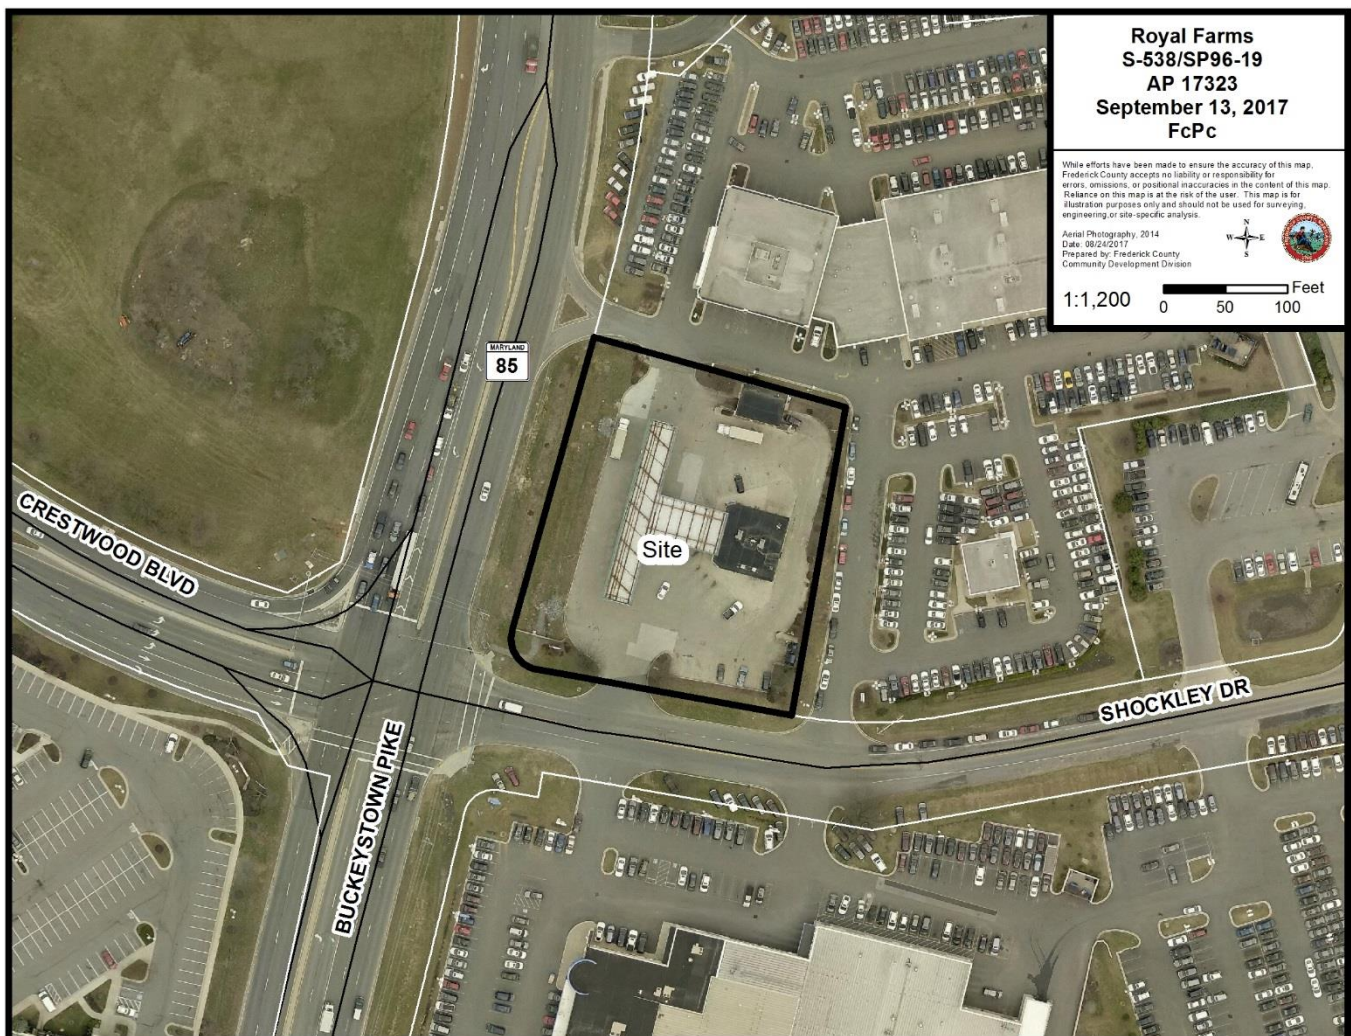 Royal Farms
S-538/SP96-19
AP 17323
September 13, 2017
FcPc
While efforts have been made to ensure the accuracy of this map,
Frederick County accepts no liability or responsibility for
errors, omissions, or positional inaccuracies in the content of this map.
Reliance on this map is at the risk of the user. This map is for
illustration purposes only and should not be used for surveying,
engineering, or site-specific analysis.
Aerial Photography, 2014
Date: 08/24/2017
Prepared by: Frederick County
Community Development Division
N
W E
S
1:1,200
Feet
0 50 100
MARYLAND
85
CRESTWOOD BLVD
Site
SHOCKLEY DR
BUCKEYSTOWN PIKE